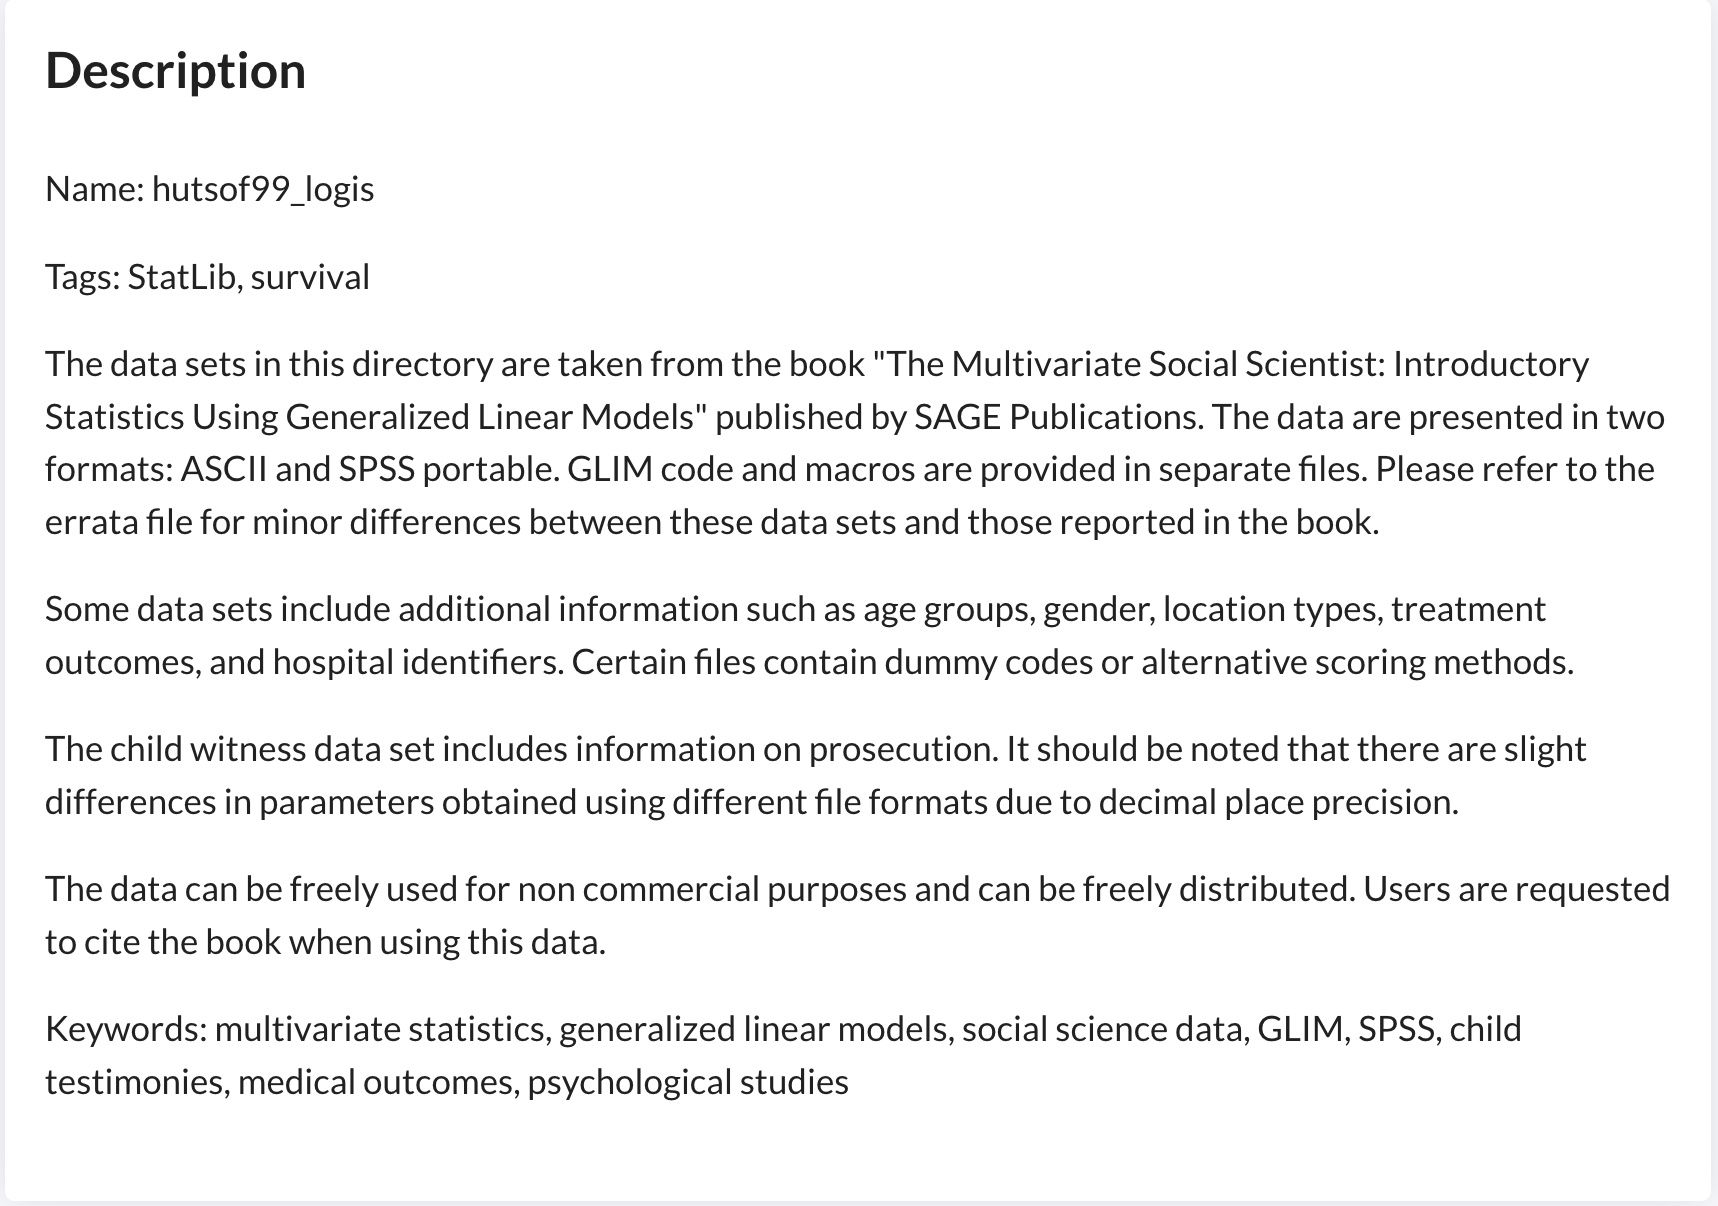 Description
Name: hutsof99_logis
Tags: StatLib, survival
The data sets in this directory are taken from the book "The Multivariate Social Scientist: Introductory
Statistics Using Generalized Linear Models" published by SAGE Publications. The data are presented in two
formats: ASCII and SPSS portable. GLIM code and macros are provided in separate files. Please refer to the
errata file for minor differences between these data sets and those reported in the book.
Some data sets include additional information such as age groups, gender, location types, treatment
outcomes, and hospital identifiers. Certain files contain dummy codes or alternative scoring methods.
The child witness data set includes information on prosecution. It should be noted that there are slight
differences in parameters obtained using different file formats due to decimal place precision.
The data can be freely used for non commercial purposes and can be freely distributed. Users are requested
to cite the book when using this data.
Keywords: multivariate statistics, generalized linear models, social science data, GLIM, SPSS, child
testimonies, medical outcomes, psychological studies